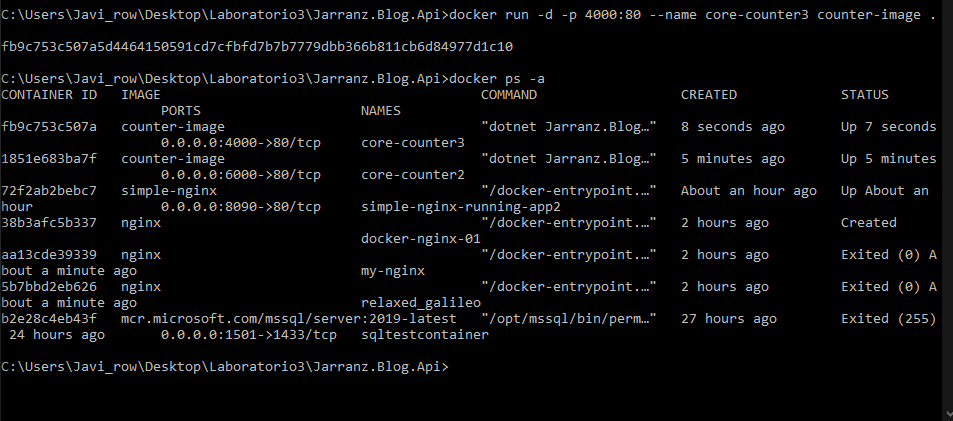 C:\Users\Javi_row\Desktop\Laboratorio3\Jarranz.Blog.Api>docker run -d -p 4000:80 --name core-counter3 counter-image .
fb9c753c507a5d4464150591cd7cfbfd7b7b7779dbb366b811cb6d84977d1c10
C:\Users\Javi_row\Desktop\Laboratorio3\Jarranz.Blog.Api>docker ps -a
CONTAINER ID   IMAGE                                        COMMAND                  CREATED             STATUS
                    PORTS                    NAMES
fb9c753c507a   counter-image                                "dotnet Jarranz.Blog…"   8 seconds ago       Up 7 seconds
                    0.0.0.0:4000->80/tcp     core-counter3
1851e683ba7f   counter-image                                "dotnet Jarranz.Blog…"   5 minutes ago       Up 5 minutes
                    0.0.0.0:6000->80/tcp     core-counter2
72f2ab2bebc7   simple-nginx                                 "/docker-entrypoint.…"   About an hour ago   Up About an
hour                0.0.0.0:8090->80/tcp     simple-nginx-running-app2
38b3afc5b337   nginx                                        "/docker-entrypoint.…"   2 hours ago         Created
                                             docker-nginx-01
aa13cde39339   nginx                                        "/docker-entrypoint.…"   2 hours ago         Exited (0) A
bout a minute ago                            my-nginx
5b7bbd2eb626   nginx                                        "/docker-entrypoint.…"   2 hours ago         Exited (0) A
bout a minute ago                            relaxed_galileo
b2e28c4eb43f   mcr.microsoft.com/mssql/server:2019-latest   "/opt/mssql/bin/perm…"   27 hours ago        Exited (255)
 24 hours ago       0.0.0.0:1501->1433/tcp   sqltestcontainer
C:\Users\Javi_row\Desktop\Laboratorio3\Jarranz.Blog.Api>